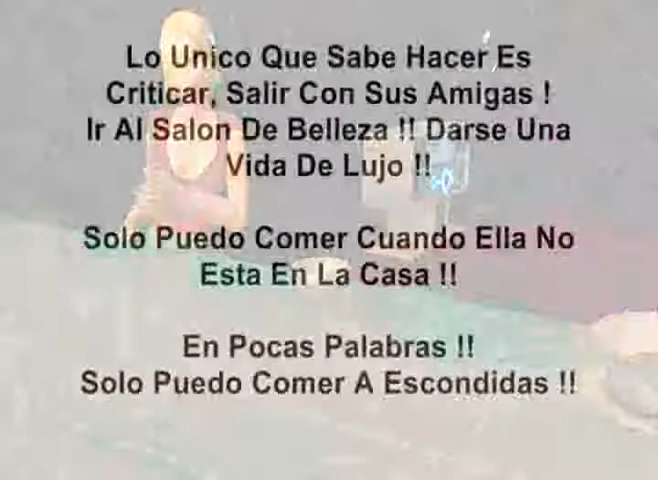 Lo Unico Que Sabe Hacer Es
Criticar, Salir Con Sus Amigas !
Ir Al Salon De Belleza !! Darse Una
Vida De Lujo !!
Solo Puedo Comer Cuando Ella No
Esta En La Casa !!
En Pocas Palabras !!
Solo Puedo Comer A Escondidas !!